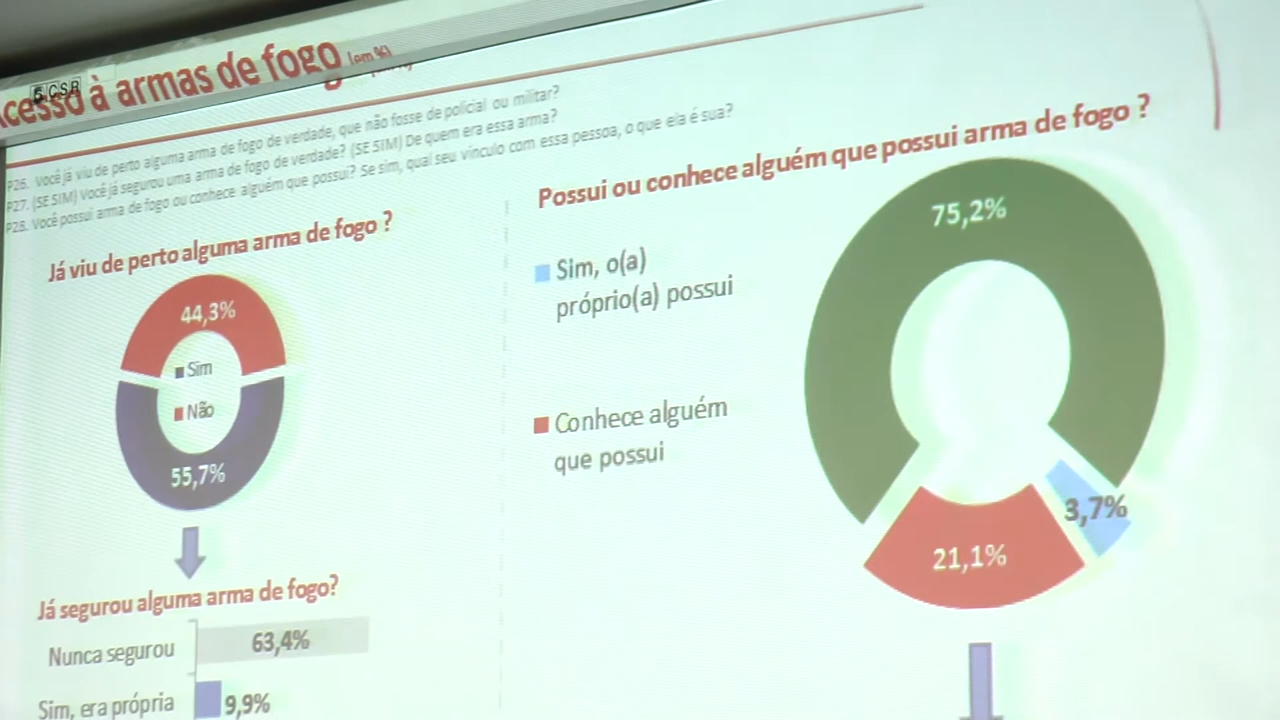 Acesso à armas de fogo (em %)
CSR
P26. Você já viu de perto alguma arma de fogo de verdade, que não fosse de policial ou militar?
P27. (SE SIM) Você já segurou uma arma de fogo de verdade? (SE SIM) De quem era essa arma?
P28. Você possui arma de fogo ou conhece alguém que possui? Se sim, qual seu vínculo com essa pessoa, o que ela é sua?
Já viu de perto alguma arma de fogo ?
44,3%
Sim
Não
55,7%
Já segurou alguma arma de fogo?
Nunca segurou
63,4%
Sim, era própria
9,9%
Possui ou conhece alguém que possui arma de fogo ?
Sim, o(a)
próprio(a) possui
Conhece alguém
que possui
75,2%
3,7%
21,1%